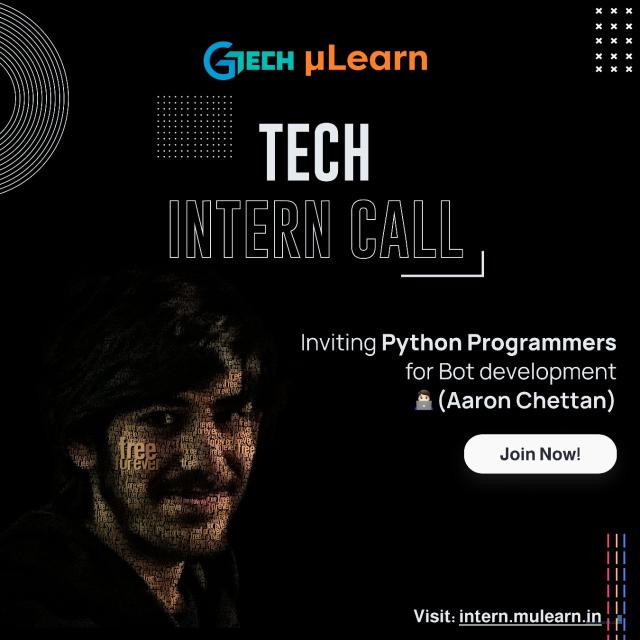 GTECH µLearn
TECH
INTERN CALL
Inviting Python Programmers
for Bot development
👨🏻‍💻(Aaron Chettan)
Join Now!
free
Visit: intern.mulearn.in